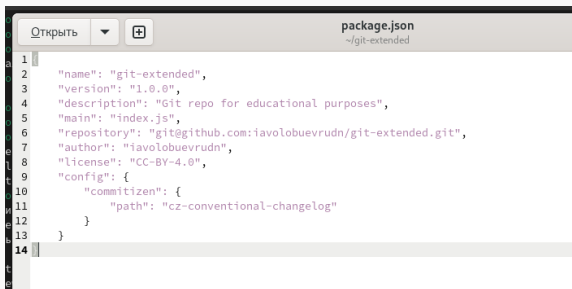 Открыть
package.json
~/git-extended
1 {
2 "name": "git-extended",
3 "version": "1.0.0",
4 "description": "Git repo for educational purposes",
5 "main": "index.js",
6 "repository": "git@github.com:iavolobuevrudn/git-extended.git",
7 "author": "iavolobuevrudn",
8 "license": "CC-BY-4.0",
9 "config": {
10 "commitizen": {
11 "path": "cz-conventional-changelog"
12 }
13 }
14 }